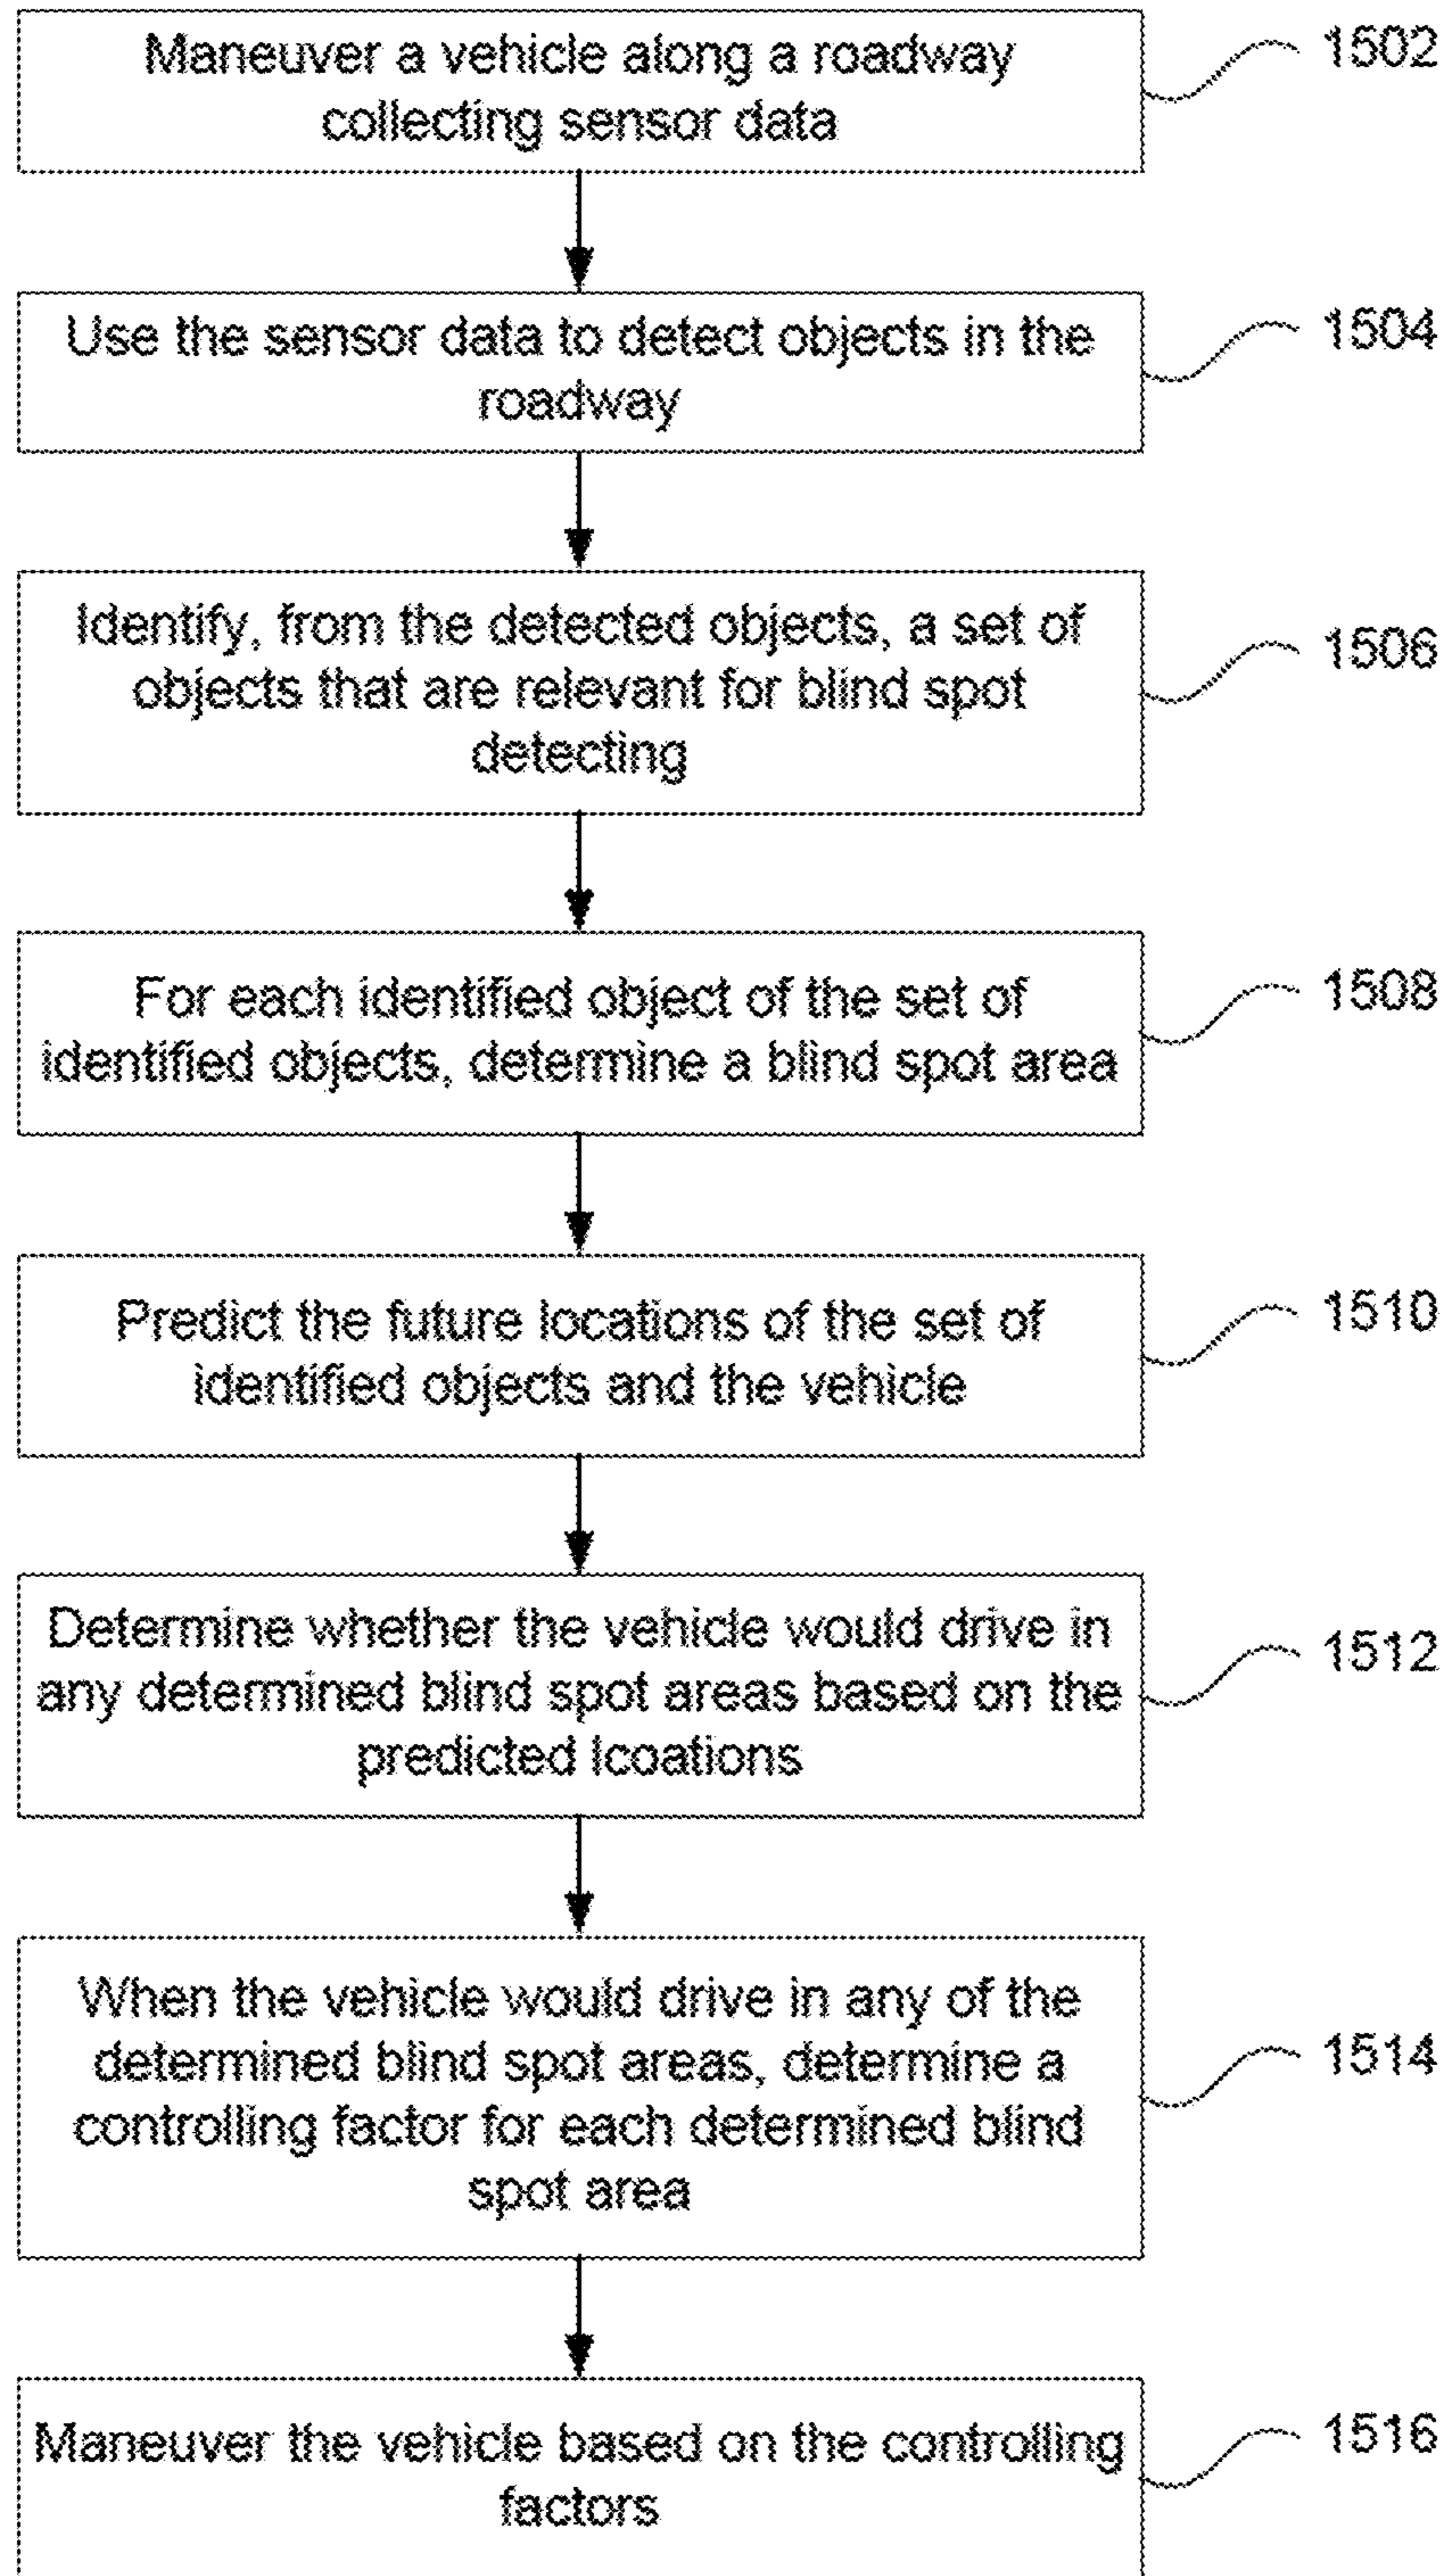 Maneuver a vehicle along a roadway
collecting sensor data
1502
Use the sensor data to detect objects in the
roadway
1504
Identify, from the detected objects, a set of
objects that are relevant for blind spot
detecting
1506
For each identified object of the set of
identified objects, determine a blind spot area
1508
Predict the future locations of the set of
identified objects and the vehicle
1510
Determine whether the vehicle would drive in
any determined blind spot areas based on the
predicted lcoations
1512
When the vehicle would drive in any of the
determined blind spot areas, determine a
controlling factor for each determined blind
spot area
1514
Maneuver the vehicle based on the controlling
factors
1516